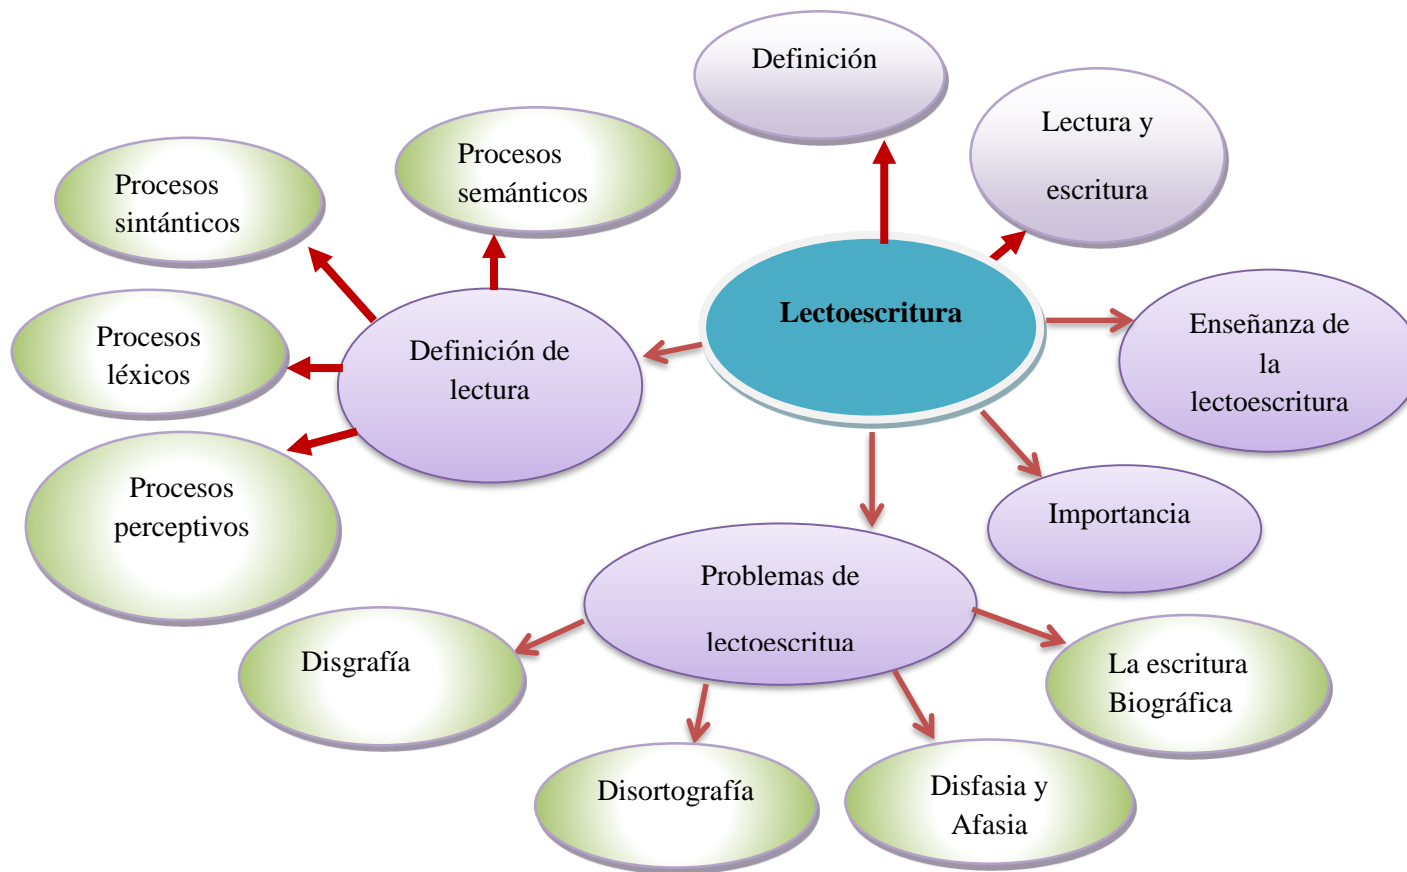 Definición
Lectura y
escritura
Procesos
semánticos
Procesos
sintánticos
Lectoescritura
Enseñanza de
la
lectoescritura
Definición de
lectura
Procesos
léxicos
Procesos
perceptivos
Importancia
Problemas de
lectoescritua
Disgrafía
La escritura
Biográfica
Disortografía
Disfasia y
Afasia